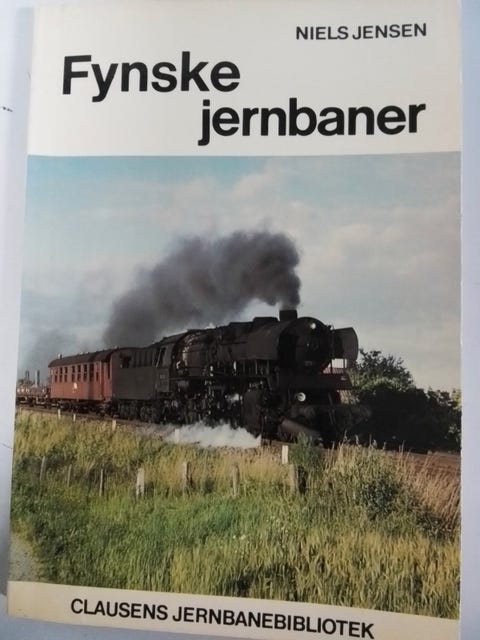 NIELS JENSEN
Fynske
jernbaner
CLAUSENS JERNBANEBIBLIOTEK